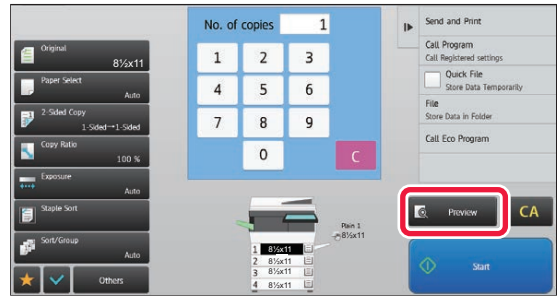 Original
8½x11
Paper Select
Auto
2-Sided Copy
1-Sided→1-Sided
Copy Ratio
100 %
Exposure
Auto
Staple Sort
Sort/Group
Auto
Others
No. of copies 1
1 2 3
4 5 6
7 8 9
0 C
Plain 1
8½x11
1 8½x11
2 8½x11
3 8½x11
4 8½x11
Send and Print
Call Program
Call Registered settings
Quick File
Store Data Temporarily
File
Store Data in Folder
Call Eco Program
Preview
CA
Start